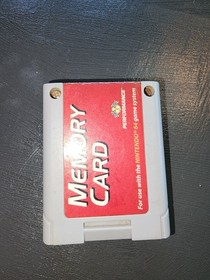 MEMORY
CARD
PERFORMANCE
For use with the NINTENDO® 64 game system